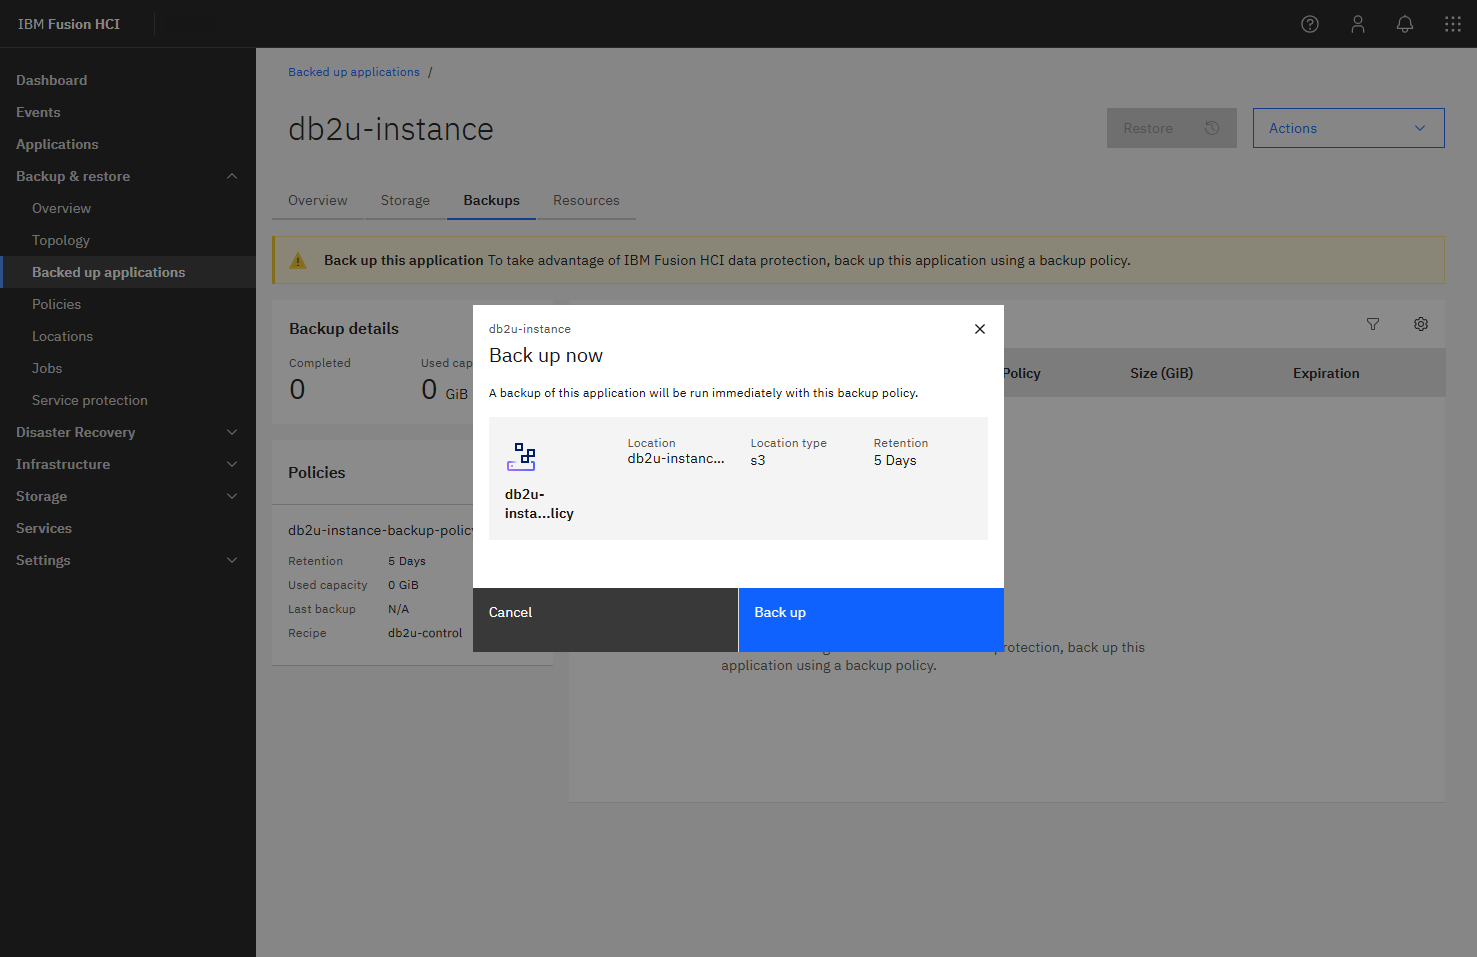 IBM Fusion HCI
Dashboard
Events
Applications
Backup & restore
Overview
Topology
Backed up applications
Policies
Locations
Jobs
Service protection
Disaster Recovery
Infrastructure
Storage
Services
Settings
Backed up applications /
db2u-instance
Restore
Actions
Overview Storage Backups Resources
Back up this application To take advantage of IBM Fusion HCI data protection, back up this application using a backup policy.
Backup details
Completed Used cap
0 0 GiB
Policies
db2u-instance-backup-policy
Retention 5 Days
Used capacity 0 GiB
Last backup N/A
Recipe db2u-control
Policy Size (GiB) Expiration
rotection, back up this
application using a backup policy.
db2u-instance
Back up now
A backup of this application will be run immediately with this backup policy.
db2u-
insta...licy
Location Location type Retention
db2u-instanc... s3 5 Days
Cancel Back up